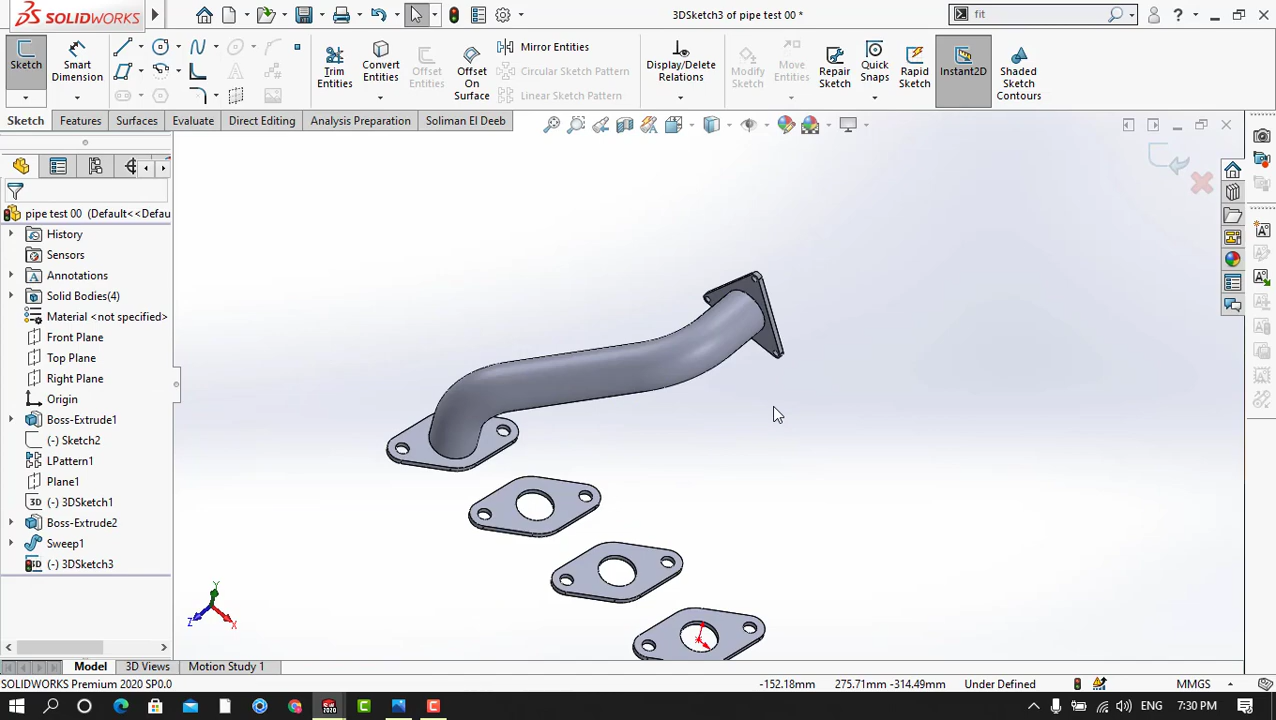 SOLIDWORKS
3DSketch3 of pipe test 00 *
fit
Sketch
Smart Dimension
Trim Entities
Convert Entities
Offset Entities
Offset On Surface
Mirror Entities
Circular Sketch Pattern
Linear Sketch Pattern
Display/Delete Relations
Modify Sketch
Move Entities
Repair Sketch
Quick Snaps
Rapid Sketch
Instant2D
Shaded Sketch Contours
Sketch Features Surfaces Evaluate Direct Editing Analysis Preparation Soliman El Deeb
pipe test 00 (Default<<Defau
History
Sensors
Annotations
Solid Bodies(4)
Material <not specified>
Front Plane
Top Plane
Right Plane
Origin
Boss-Extrude1
(-) Sketch2
LPattern1
Plane1
3D (-) 3DSketch1
Boss-Extrude2
Sweep1
3D (-) 3DSketch3
Y
Z X
Model 3D Views Motion Study 1
SOLIDWORKS Premium 2020 SP0.0
-152.18mm 275.71mm -314.49mm Under Defined MMGS
ENG 7:30 PM